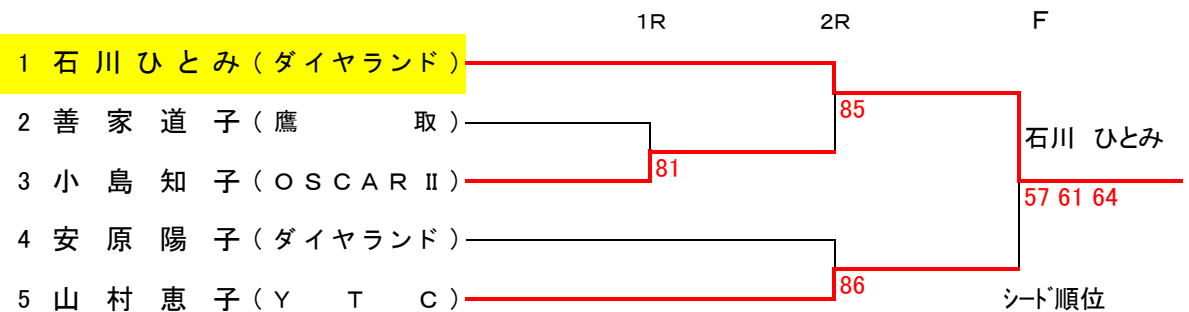 1R 2R F
1 石川ひとみ(ダイヤランド)
2 善家道子(鷹取)
85
石川 ひとみ
81
3 小島知子(OSCARⅡ)
57 61 64
4 安原陽子(ダイヤランド)
86
5 山村恵子(YTC)
シード順位